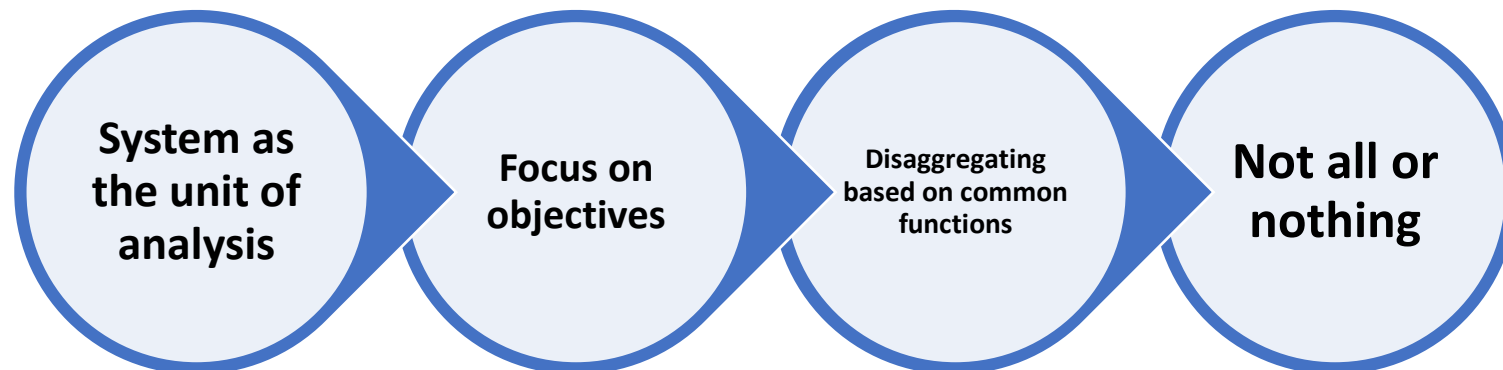 System as
the unit of
analysis
Focus on
objectives
Disaggregating
based on common
functions
Not all or
nothing